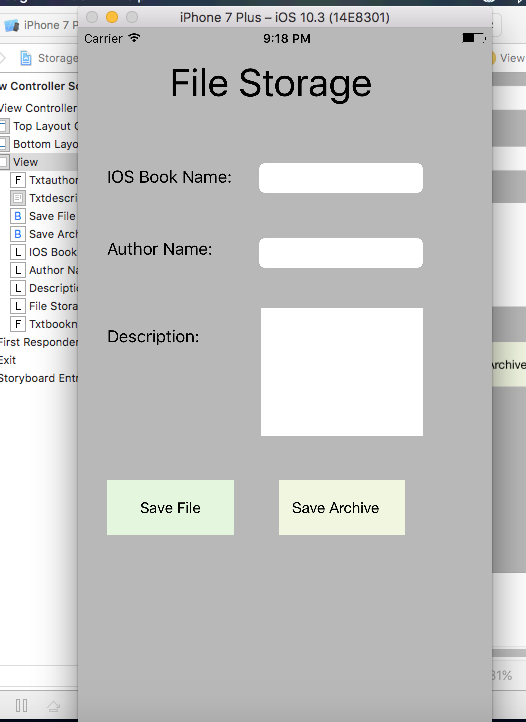 iPhone 7 Plus – iOS 10.3 (14E8301)
iPhone 7 P
Carrier
9:18 PM
Storage
View
w Controller Sc
View Controller
Top Layout G
Bottom Layo
View
F Txtauthor
Txtdescri
B Save File
B Save Arch
L IOS Book
L Author Na
L Descriptio
L File Stora
F Txtbookn
First Responder
Exit
Storyboard Entr
File Storage
IOS Book Name:
Author Name:
Description:
Save File
Save Archive
Archive
31%